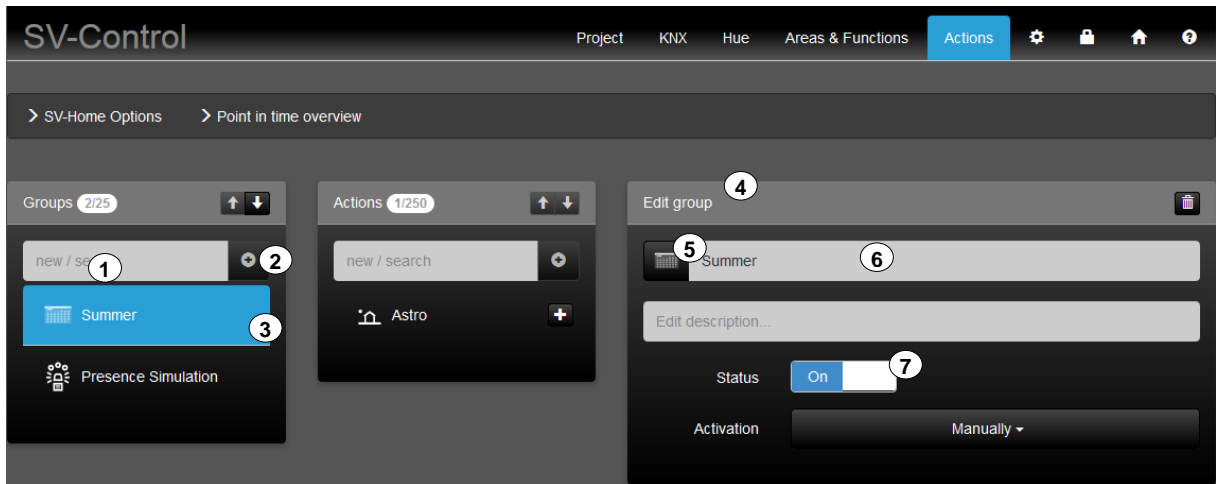 SV-Control Project KNX Hue Areas & Functions Actions
SV-Home Options Point in time overview
Groups 2/25
new / se
1
2
Summer
3
Presence Simulation
Actions 1/250
new / search
Astro
Edit group
4
5
Summer
6
Edit description...
Status On
7
Activation Manually